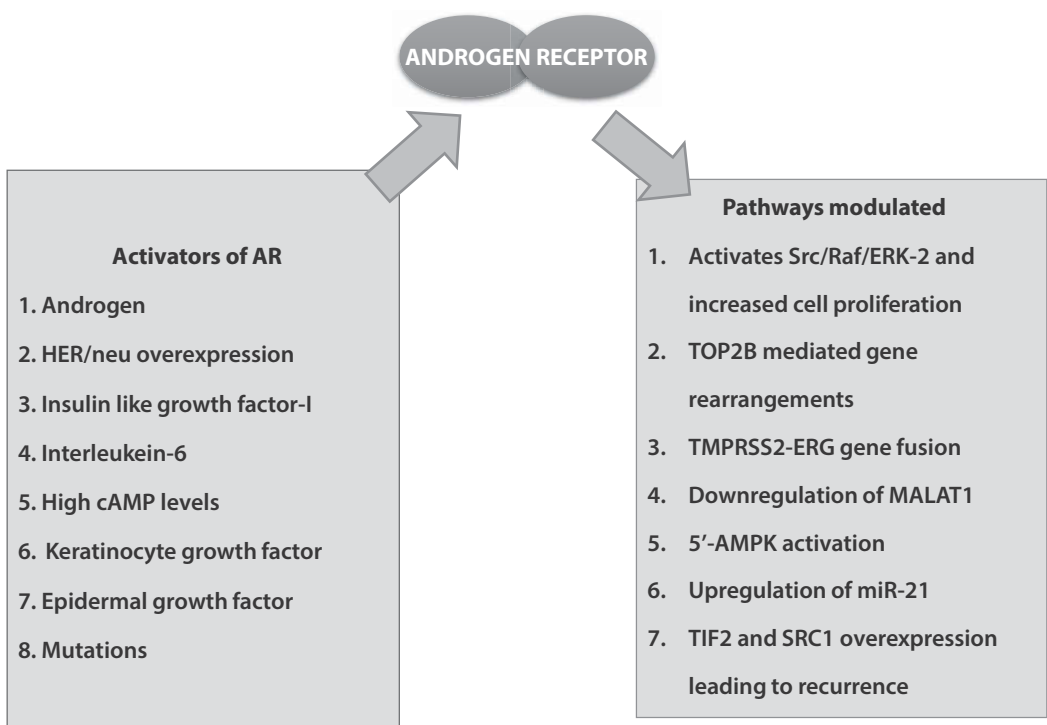 ANDROGEN RECEPTOR
Activators of AR
1. Androgen
2. HER/neu overexpression
3. Insulin like growth factor-I
4. Interleukein-6
5. High cAMP levels
6. Keratinocyte growth factor
7. Epidermal growth factor
8. Mutations
Pathways modulated
1. Activates Src/Raf/ERK-2 and
increased cell proliferation
2. TOP2B mediated gene
rearrangements
3. TMPRSS2-ERG gene fusion
4. Downregulation of MALAT1
5. 5′-AMPK activation
6. Upregulation of miR-21
7. TIF2 and SRC1 overexpression
leading to recurrence